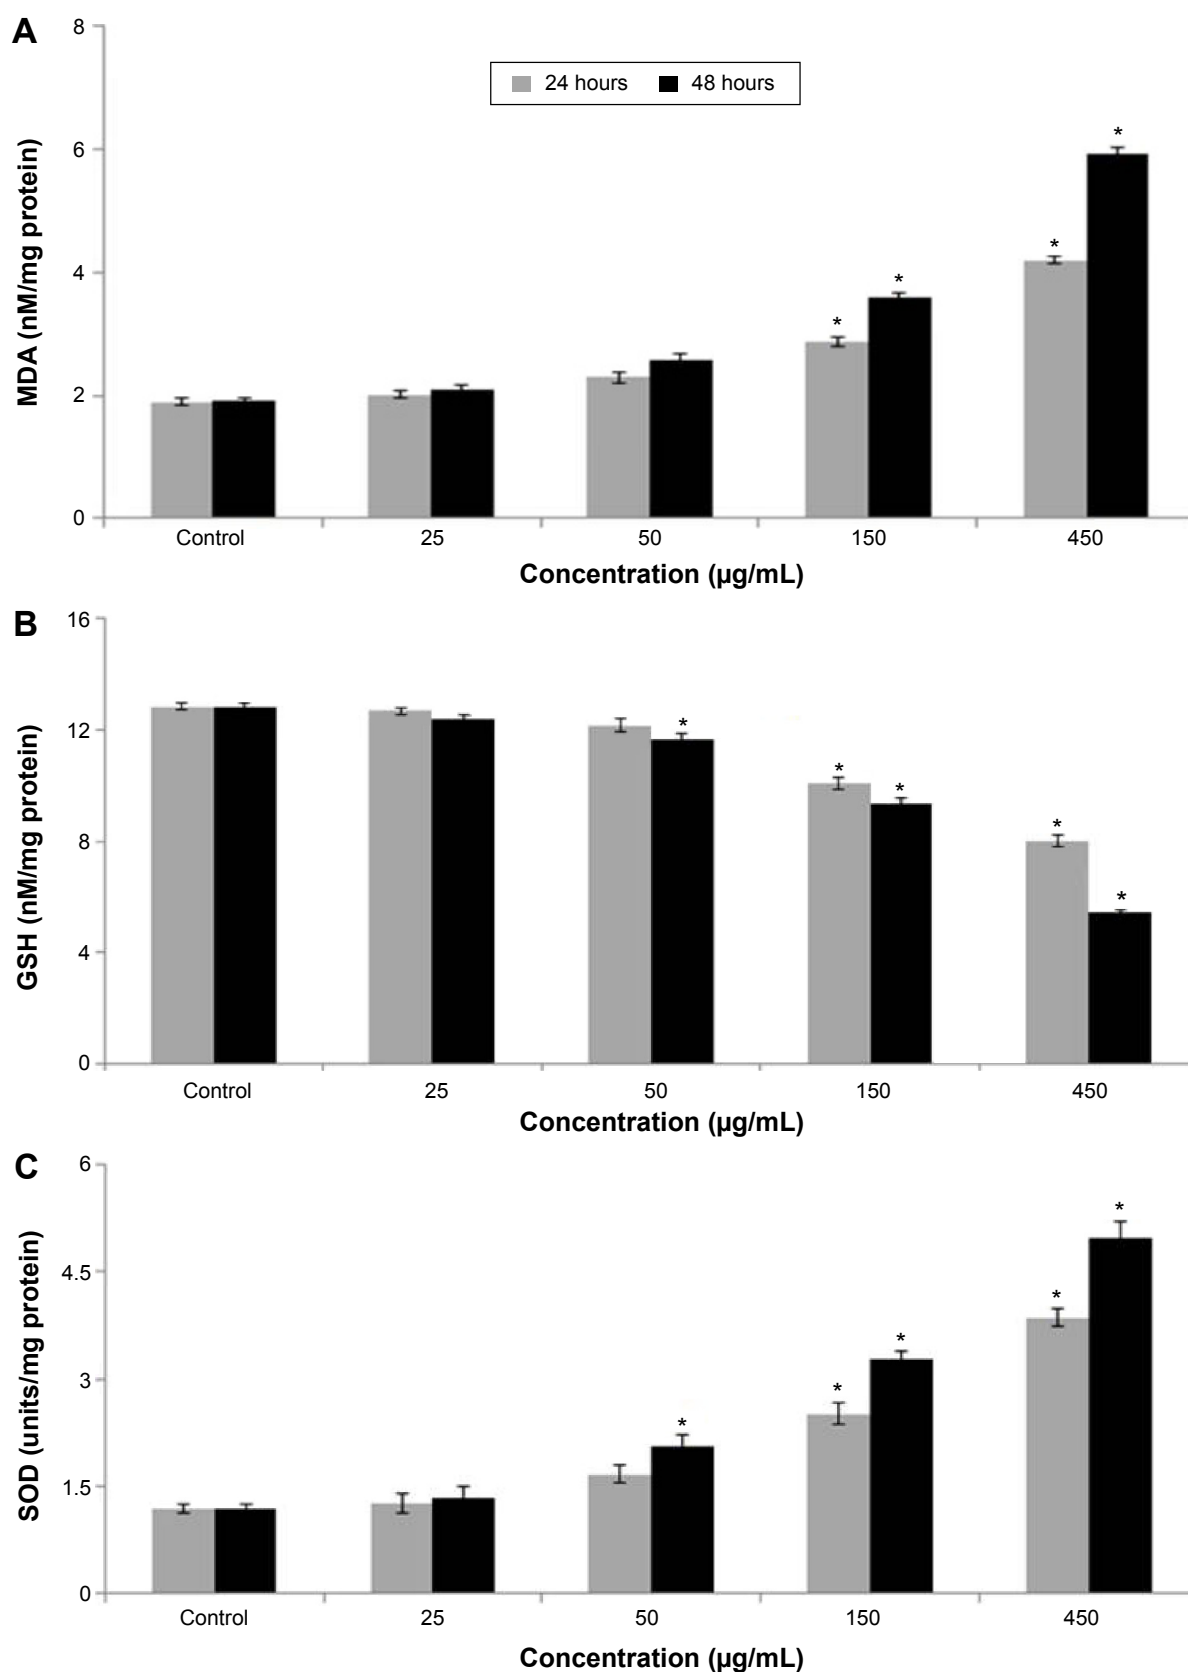 A
8
24 hours 48 hours
*
6
*
*
4
*
2
0
MDA (nM/mg protein)
Control 25 50 150 450
Concentration (µg/mL)
B
16
12
*
*
*
*
8
*
4
0
GSH (nM/mg protein)
Control 25 50 150 450
Concentration (µg/mL)
C
6
*
4.5
*
*
3
*
*
1.5
0
SOD (units/mg protein)
Control 25 50 150 450
Concentration (µg/mL)